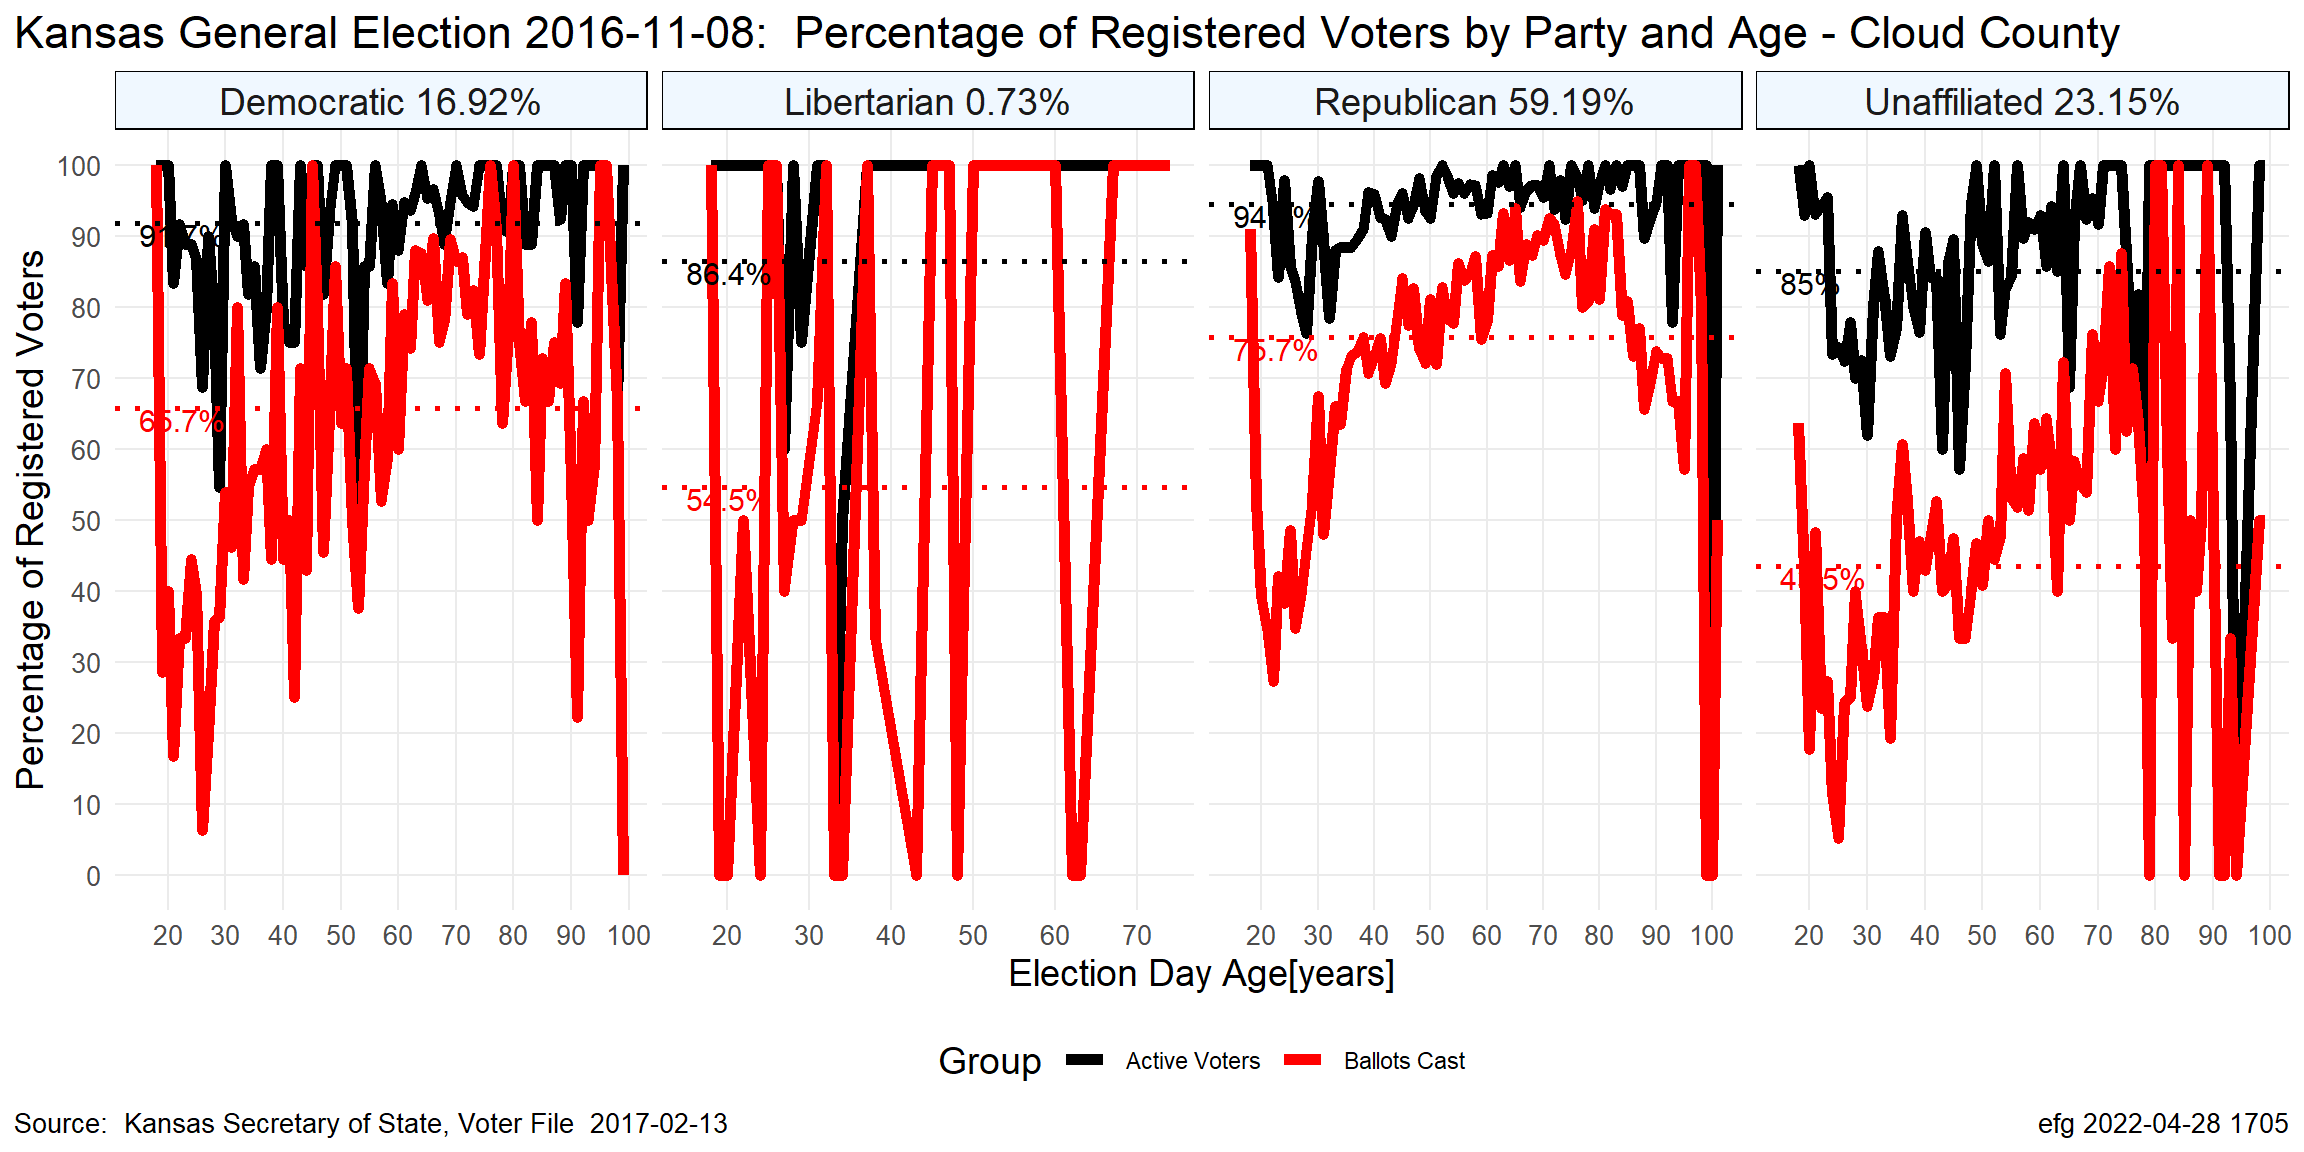 Kansas General Election 2016-11-08:  Percentage of Registered Voters by Party and Age - Cloud County
Democratic 16.92%
Libertarian 0.73%
Republican 59.19%
Unaffiliated 23.15%
Percentage of Registered Voters
100
90
80
70
60
50
40
30
20
10
0
65.7%
86.4%
54.5%
75.7%
85%
20 30 40 50 60 70 80 90 100
20 30 40 50 60 70
20 30 40 50 60 70 80 90 100
20 30 40 50 60 70 80 90 100
Election Day Age[years]
Group Active Voters Ballots Cast
Source:  Kansas Secretary of State, Voter File  2017-02-13
efg 2022-04-28 1705